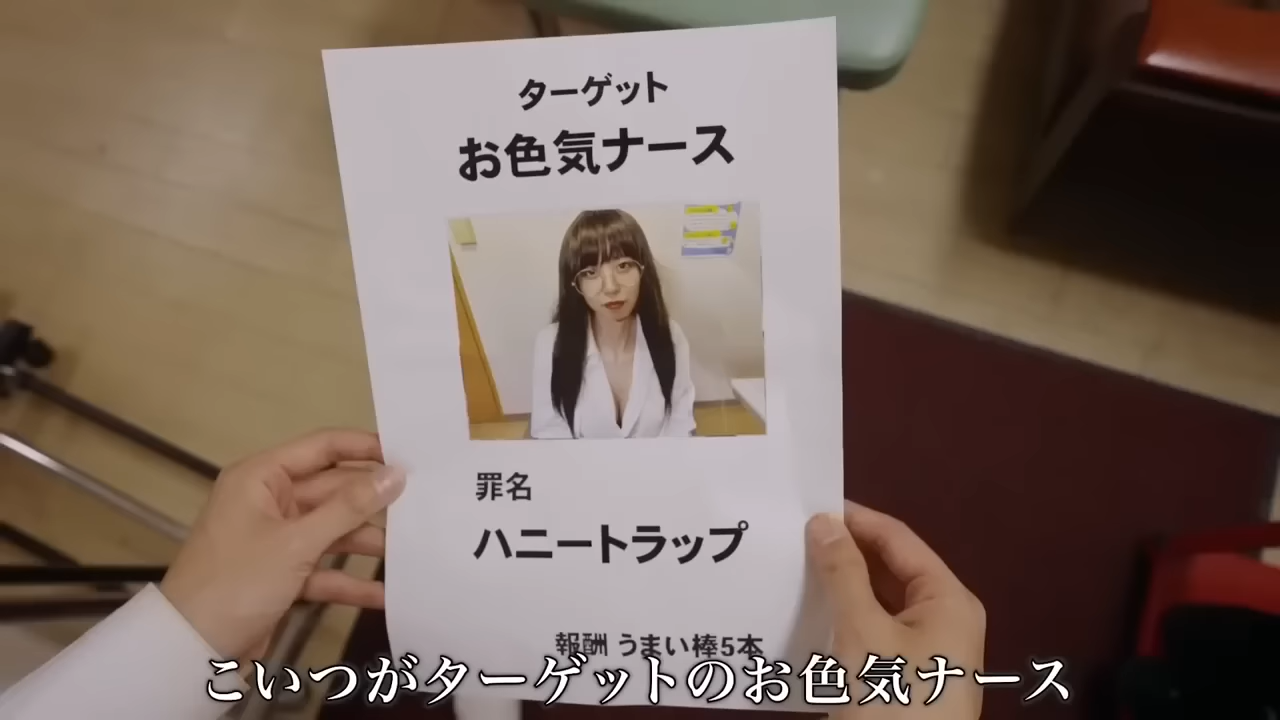 ターゲット
お色気ナース
罪名
ハニートラップ
報酬 うまい棒5本
こいつがターゲットのお色気ナース